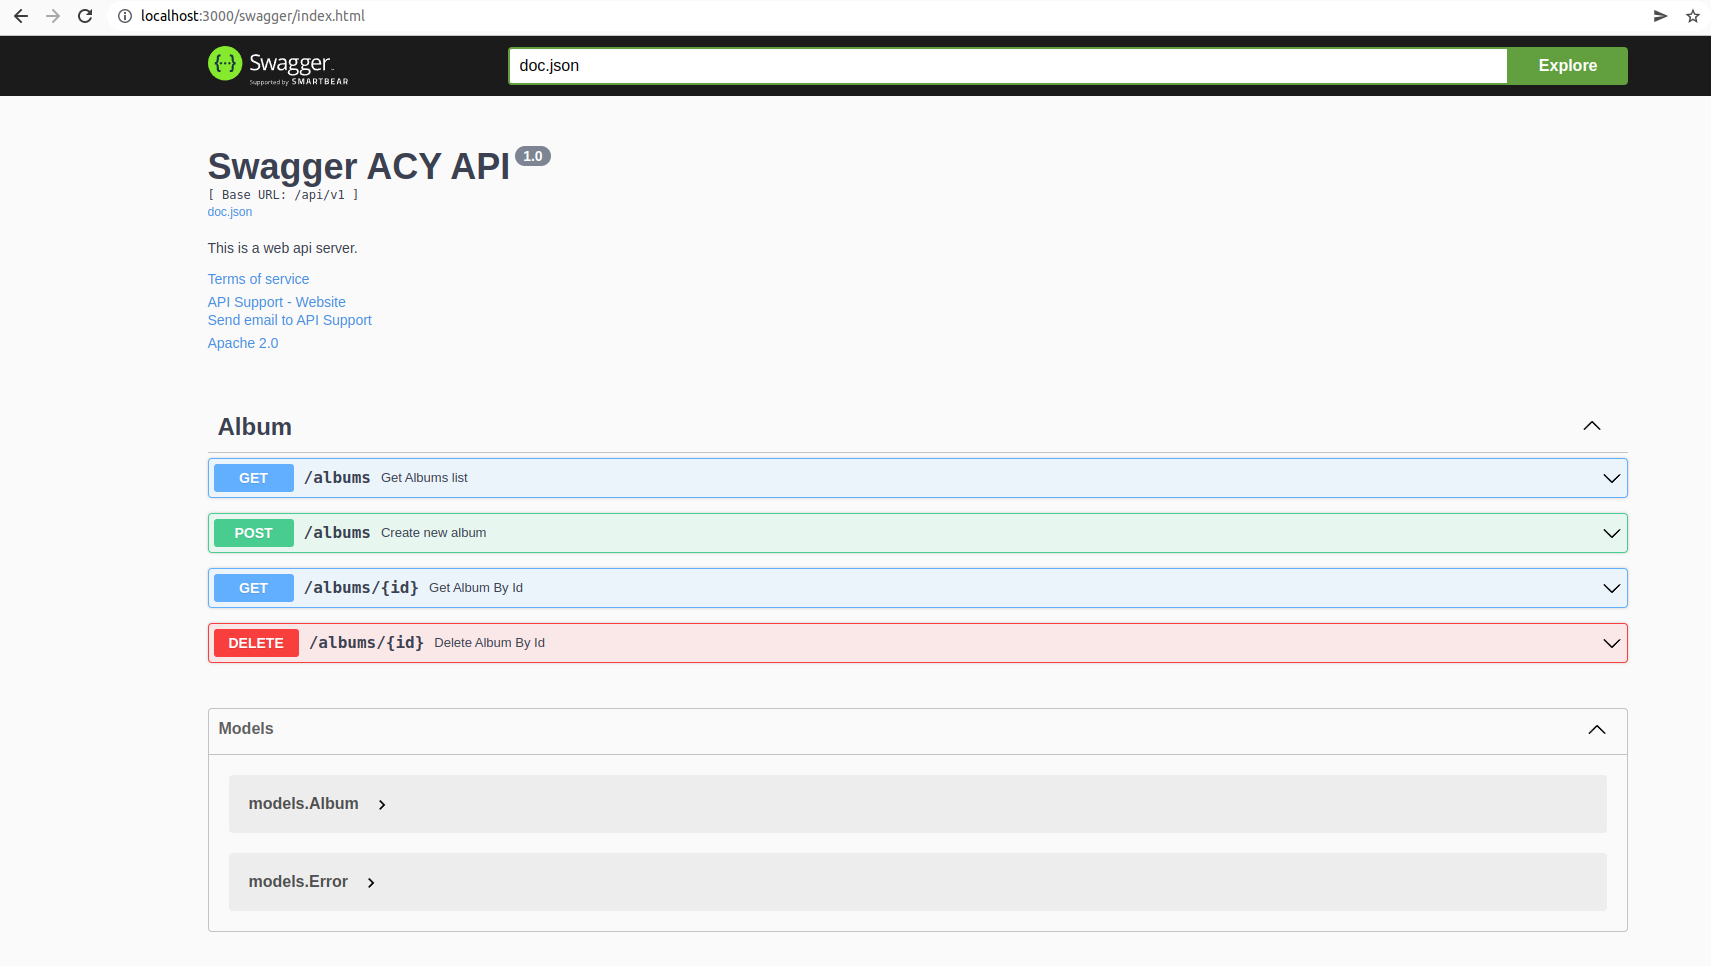 localhost:3000/swagger/index.html
{···} Swagger
Supported by SMARTBEAR
doc.json
Explore
Swagger ACY API 1.0
[ Base URL: /api/v1 ]
doc.json
This is a web api server.
Terms of service
API Support - Website
Send email to API Support
Apache 2.0
Album
GET /albums Get Albums list
POST /albums Create new album
GET /albums/{id} Get Album By Id
DELETE /albums/{id} Delete Album By Id
Models
models.Album
models.Error